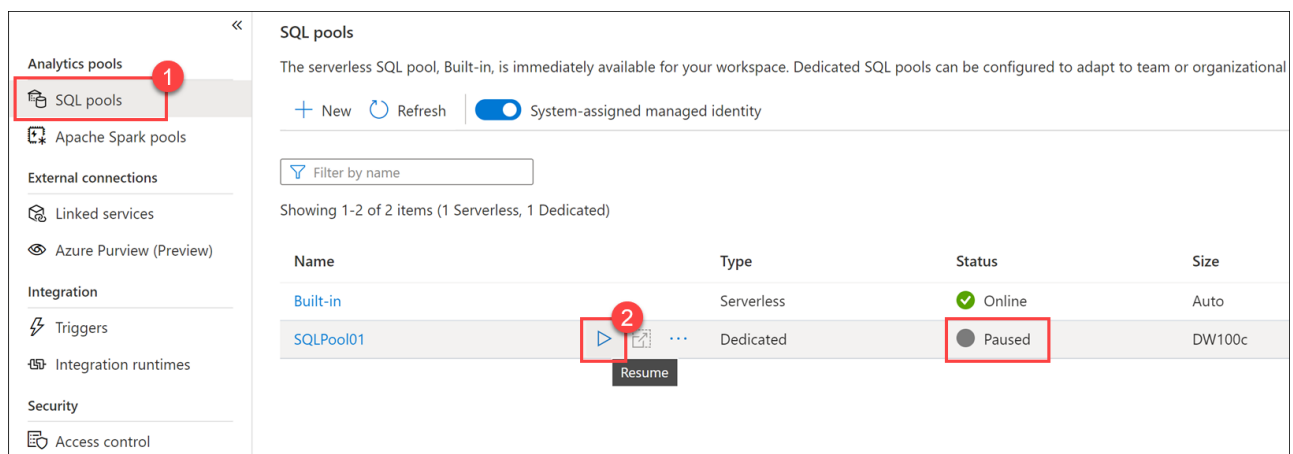 «
Analytics pools
1
SQL pools
Apache Spark pools
External connections
Linked services
Azure Purview (Preview)
Integration
Triggers
Integration runtimes
Security
Access control
SQL pools
The serverless SQL pool, Built-in, is immediately available for your workspace. Dedicated SQL pools can be configured to adapt to team or organizational
New Refresh System-assigned managed identity
Filter by name
Showing 1-2 of 2 items (1 Serverless, 1 Dedicated)
Name Type Status Size
Built-in Serverless Online Auto
2
SQLPool01 ... Dedicated Paused DW100c
Resume